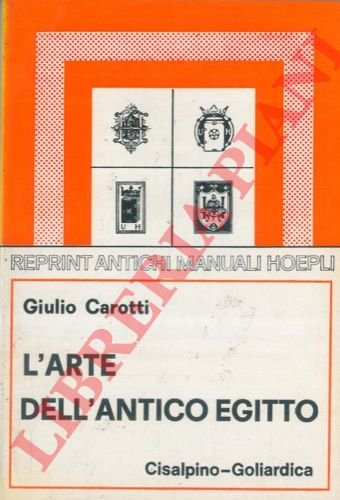 U H
U H
REPRINT ANTICHI MANUALI HOEPLI
Giulio Carotti
L'ARTE
DELL'ANTICO EGITTO
Cisalpino-Goliardica
LIBRERIA PIANI